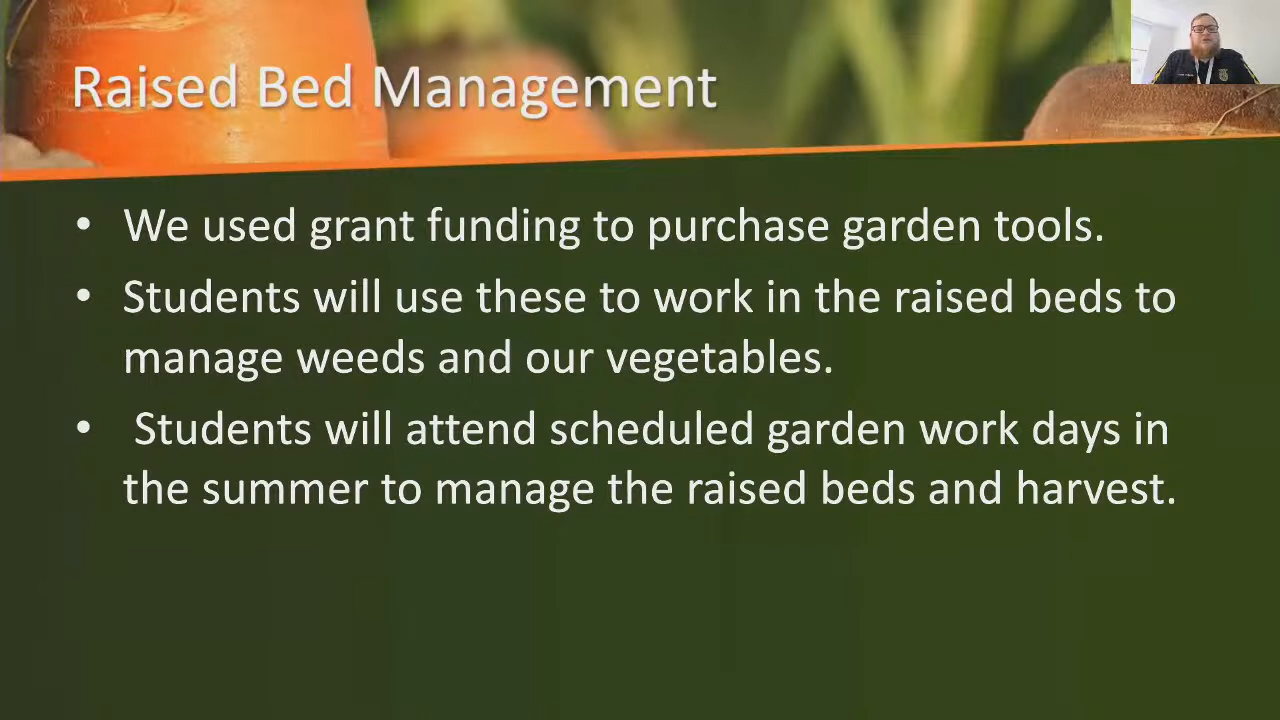 Raised Bed Management
• We used grant funding to purchase garden tools.
• Students will use these to work in the raised beds to
manage weeds and our vegetables.
• Students will attend scheduled garden work days in
the summer to manage the raised beds and harvest.